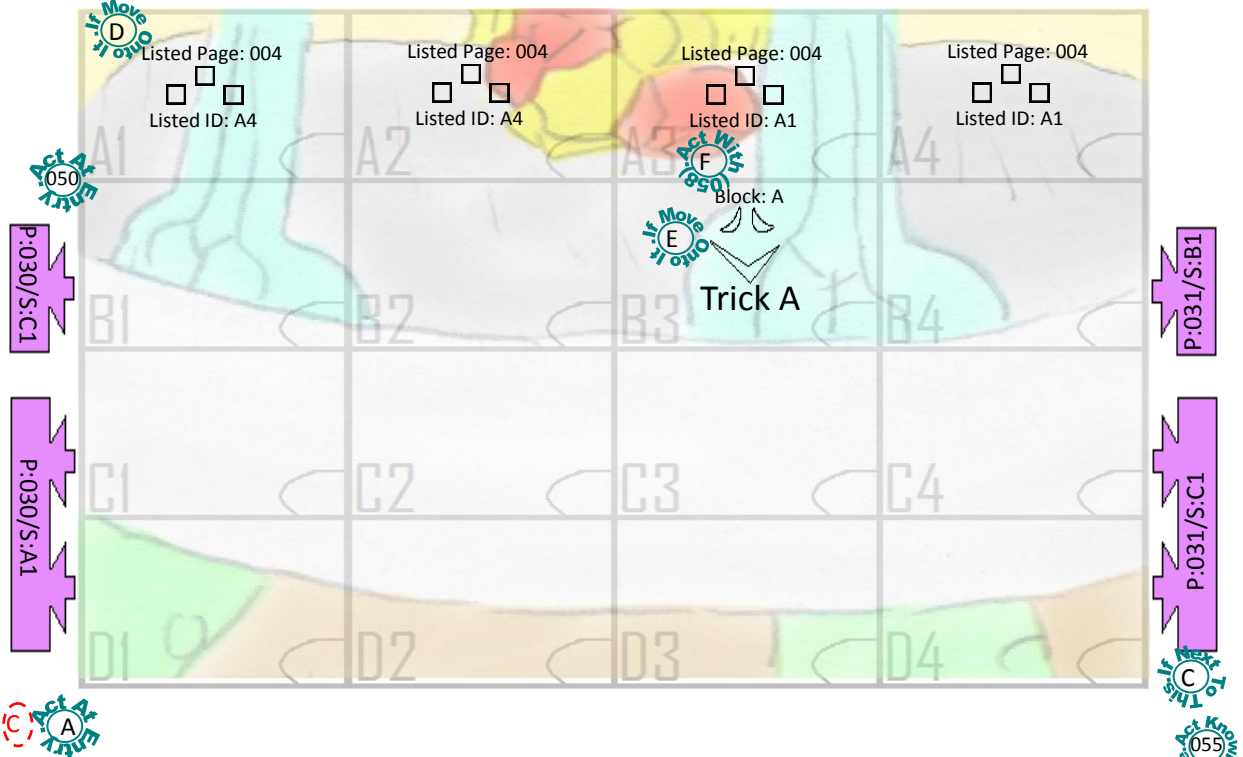 If Move Onto It.
D
Listed Page: 004
Listed ID: A4
Listed Page: 004
Listed ID: A4
Listed Page: 004
Listed ID: A1
Listed Page: 004
Listed ID: A1
A1
A2
A3
A4
Act At Entry.
050
Act With (058).
F
Block: A
If Move Onto It.
E
Trick A
P:030/S:C1
P:031/S:B1
B1
B2
B3
B4
P:030/S:A1
P:031/S:C1
C1
C2
C3
C4
D1
D2
D3
D4
If Next To This.
C
C
Act At Entry.
A
Act Know
055